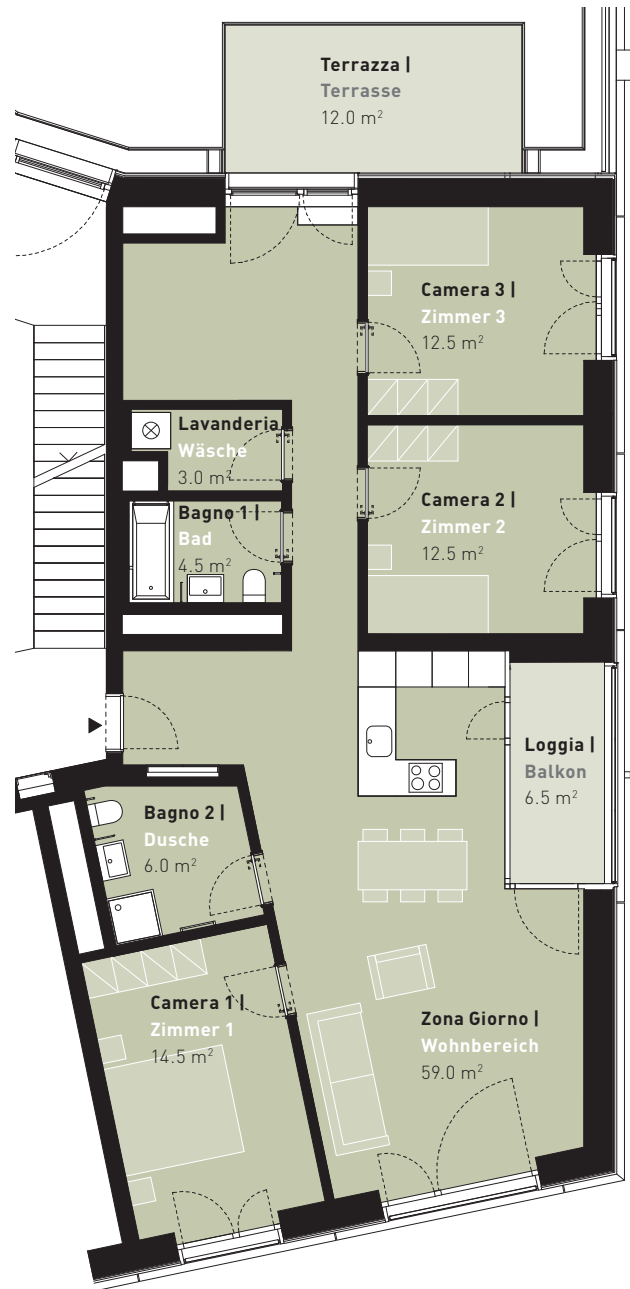 Terrazza |
Terrasse
12.0 m²
Camera 3 |
Zimmer 3
12.5 m²
Lavanderia
Wäsche
3.0 m²
Camera 2 |
Zimmer 2
12.5 m²
Bagno 1 |
Bad
4.5 m²
Loggia |
Balkon
6.5 m²
Bagno 2 |
Dusche
6.0 m²
Camera 1 |
Zimmer 1
14.5 m²
Zona Giorno |
Wohnbereich
59.0 m²